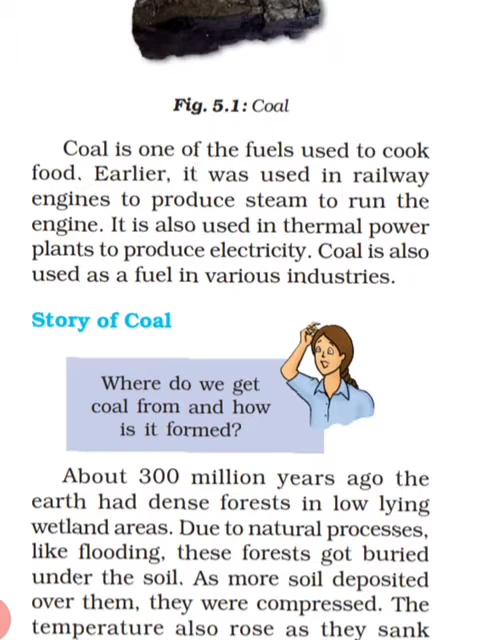 Fig. 5.1: Coal
Coal is one of the fuels used to cook
food. Earlier, it was used in railway
engines to produce steam to run the
engine. It is also used in thermal power
plants to produce electricity. Coal is also
used as a fuel in various industries.
Story of Coal
Where do we get
coal from and how
is it formed?
About 300 million years ago the
earth had dense forests in low lying
wetland areas. Due to natural processes,
like flooding, these forests got buried
under the soil. As more soil deposited
over them, they were compressed. The
temperature also rose as they sank